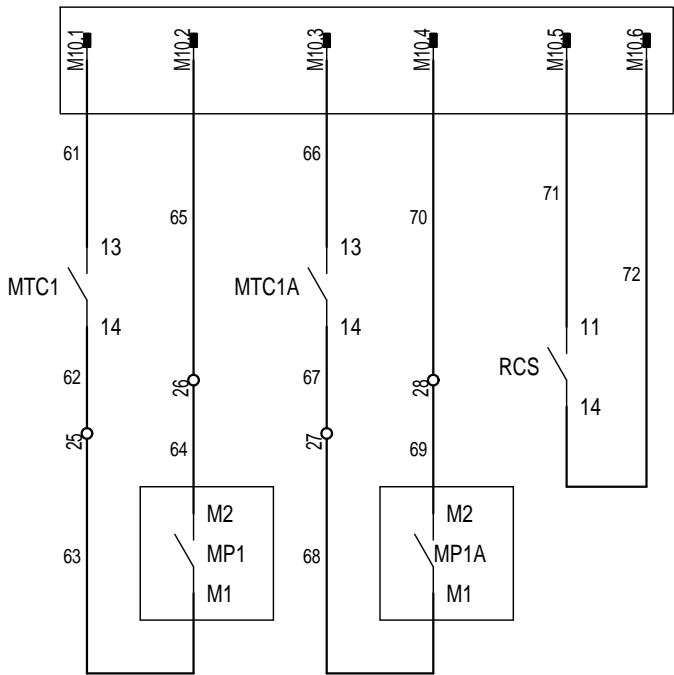 M10.1 M10.2 M10.3 M10.4 M10.5 M10.6
61 66
71
65 70
13 13
72
MTC1 MTC1A
14 14 11
RCS
62 26 67 28
14
25 27
64 69
M2 M2
63 MP1 68 MP1A
M1 M1